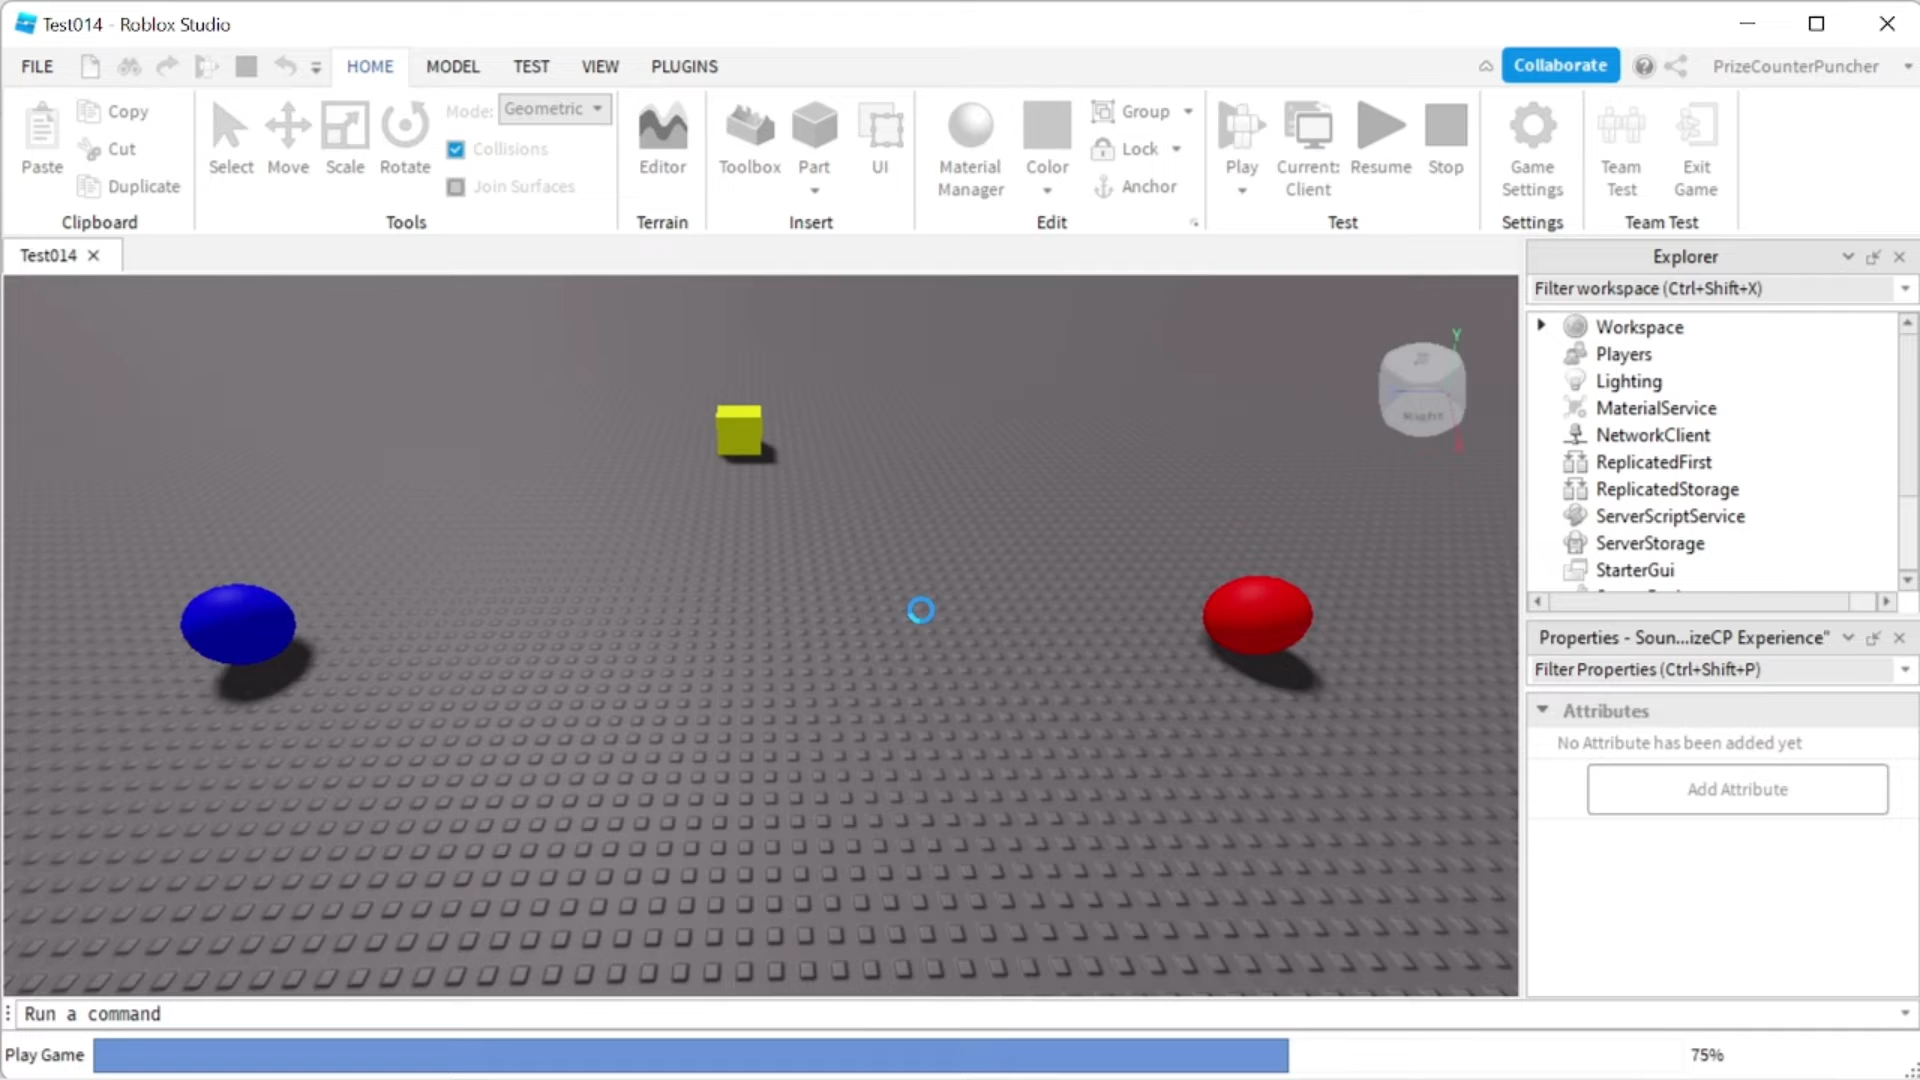 Test014 - Roblox Studio
FILE HOME MODEL TEST VIEW PLUGINS Collaborate PrizeCounterPuncher
Paste Copy Cut Duplicate Clipboard
Select Move Scale Rotate Mode: Geometric Collisions Join Surfaces Tools
Editor Terrain
Toolbox Part UI Insert
Material Manager Color Group Lock Anchor Edit
Play Current: Client Resume Stop Test
Game Settings Settings
Team Test Exit Game Team Test
Test014
Explorer
Filter workspace (Ctrl+Shift+X)
Workspace
Players
Lighting
MaterialService
NetworkClient
ReplicatedFirst
ReplicatedStorage
ServerScriptService
ServerStorage
StarterGui
Y
Right
Properties - Soun...izeCP Experience"
Filter Properties (Ctrl+Shift+P)
Attributes
No Attribute has been added yet
Add Attribute
Run a command
Play Game 75%